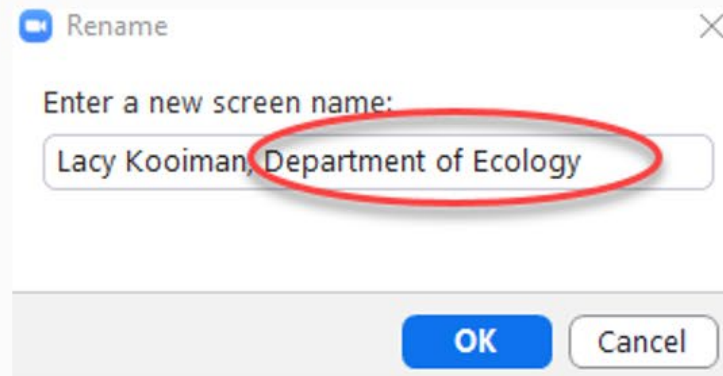 Rename
Enter a new screen name:
Lacy Kooiman, Department of Ecology
OK
Cancel